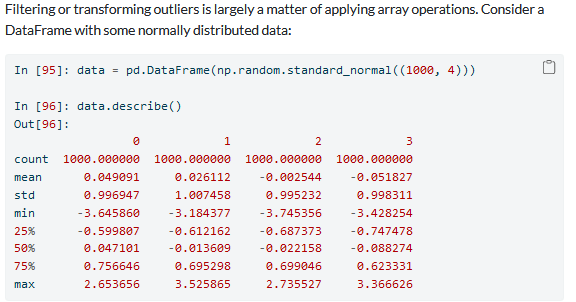 Filtering or transforming outliers is largely a matter of applying array operations. Consider a
DataFrame with some normally distributed data:
In [95]: data = pd.DataFrame(np.random.standard_normal((1000, 4)))
In [96]: data.describe()
Out[96]:
0 1 2 3
count 1000.000000 1000.000000 1000.000000 1000.000000
mean 0.049091 0.026112 -0.002544 -0.051827
std 0.996947 1.007458 0.995232 0.998311
min -3.645860 -3.184377 -3.745356 -3.428254
25% -0.599807 -0.612162 -0.687373 -0.747478
50% 0.047101 -0.013609 -0.022158 -0.088274
75% 0.756646 0.695298 0.699046 0.623331
max 2.653656 3.525865 2.735527 3.366626